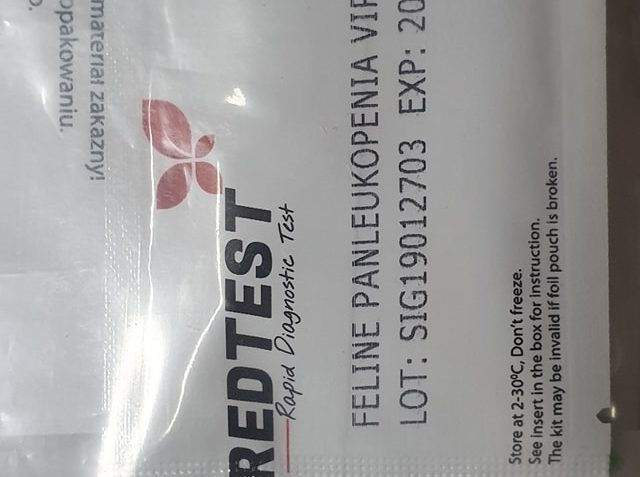 materiał zakaźny!
opakowaniu.
REDTEST
Rapid Diagnostic Test
FELINE PANLEUKOPENIA
LOT: SIG19012703 EXP: 20
Store at 2-30°C, Don't freeze.
See insert in the box for instruction.
The kit may be invalid if foil pouch is broken.